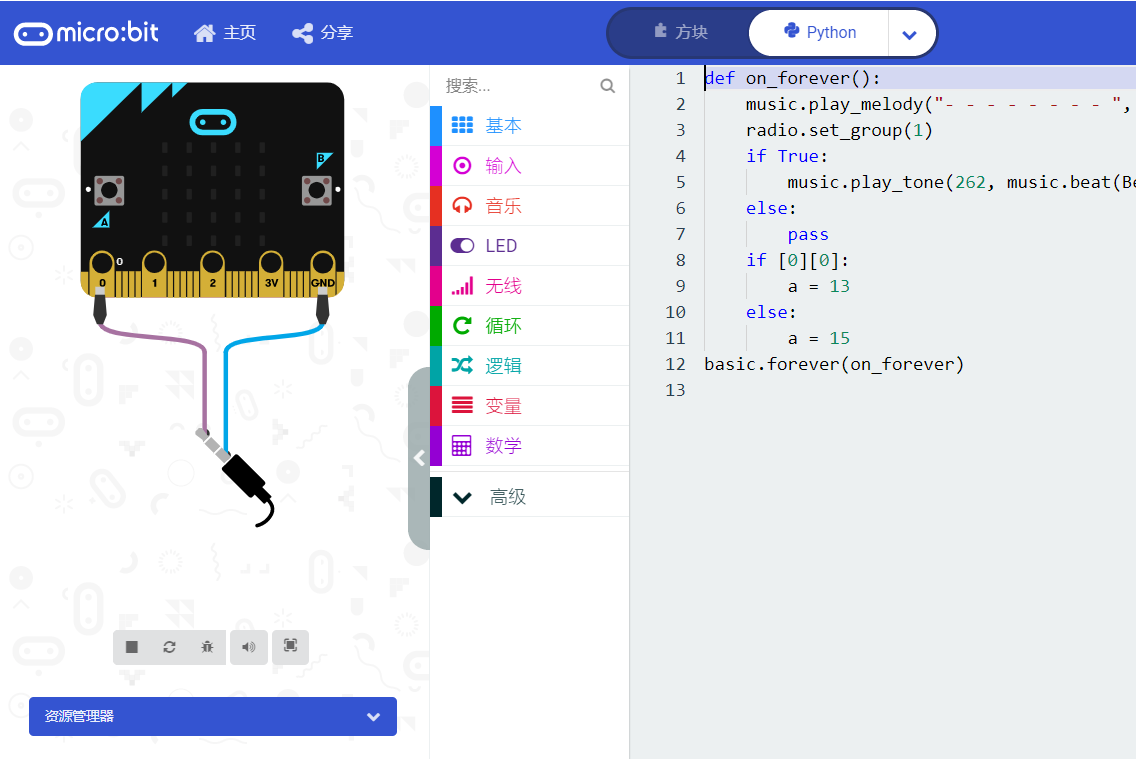 micro:bit 主页 分享 方块 Python
B
A
0
0 1 2 3V GND
资源管理器
搜索...
基本
输入
音乐
LED
无线
循环
逻辑
变量
数学
高级
1 def on_forever():
2 music.play_melody("- - - - - - - - ",
3 radio.set_group(1)
4 if True:
5 music.play_tone(262, music.beat(Be
6 else:
7 pass
8 if [0][0]:
9 a = 13
10 else:
11 a = 15
12 basic.forever(on_forever)
13